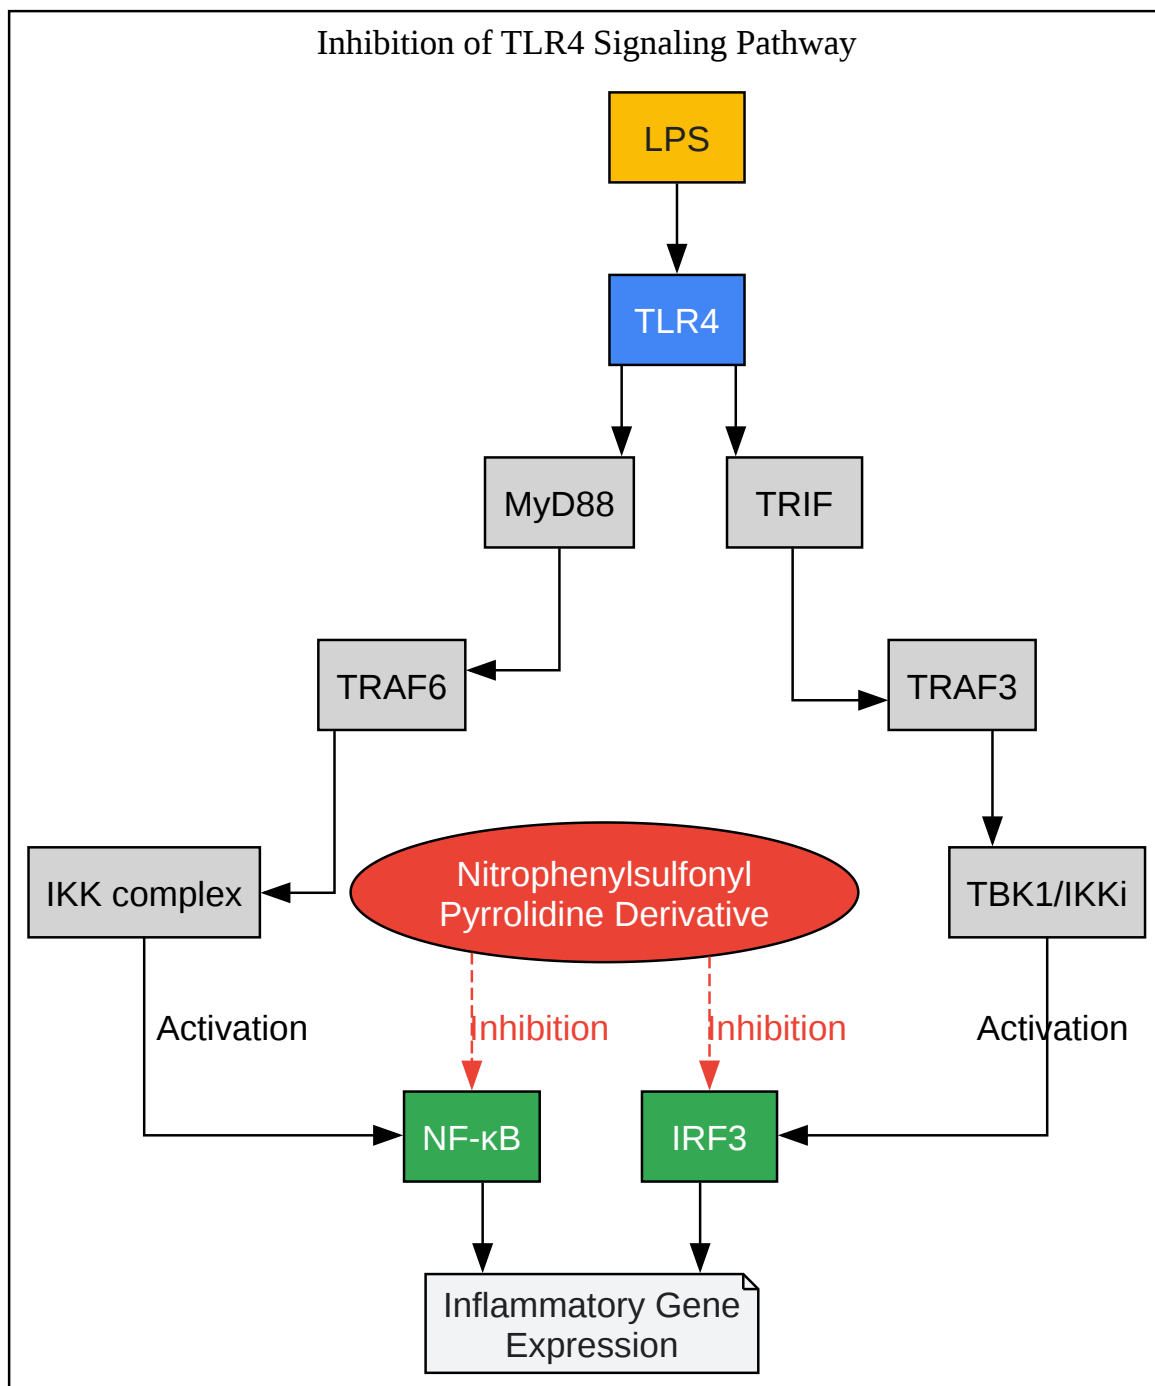 Inhibition of TLR4 Signaling Pathway
LPS
TLR4
MyD88
TRIF
TRAF6
TRAF3
IKK complex
Nitrophenylsulfonyl
Pyrrolidine Derivative
TBK1/IKKi
Activation
Inhibition
Inhibition
Activation
NF-κB
IRF3
Inflammatory Gene
Expression